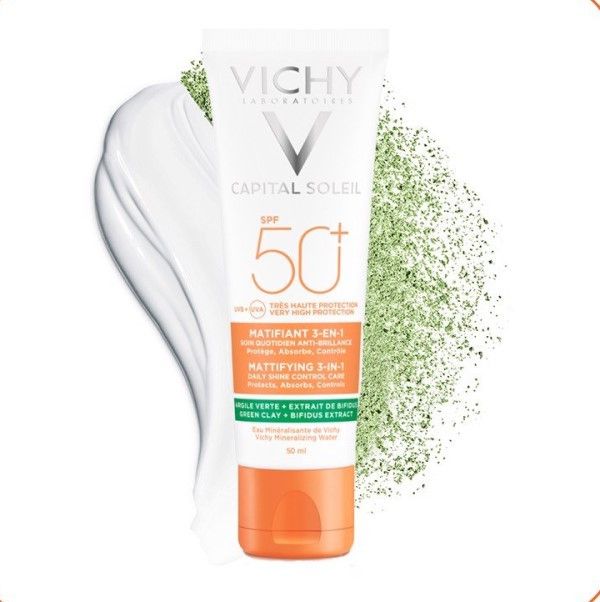 VICHY
LABORATOIRES
V
CAPITAL SOLEIL
SPF
50+
UVB + UVA
TRÈS HAUTE PROTECTION
VERY HIGH PROTECTION
MATIFIANT 3-EN-1
SOIN QUOTIDIEN ANTI-BRILLANCE
Protège, Absorbe, Contrôle
MATTIFYING 3-IN-1
DAILY SHINE CONTROL CARE
Protects, Absorbs, Controls
ARGILE VERTE + EXTRAIT DE BIFIDUS
GREEN CLAY + BIFIDUS EXTRACT
Eau Minéralisante de Vichy
Vichy Mineralizing Water
50 ml